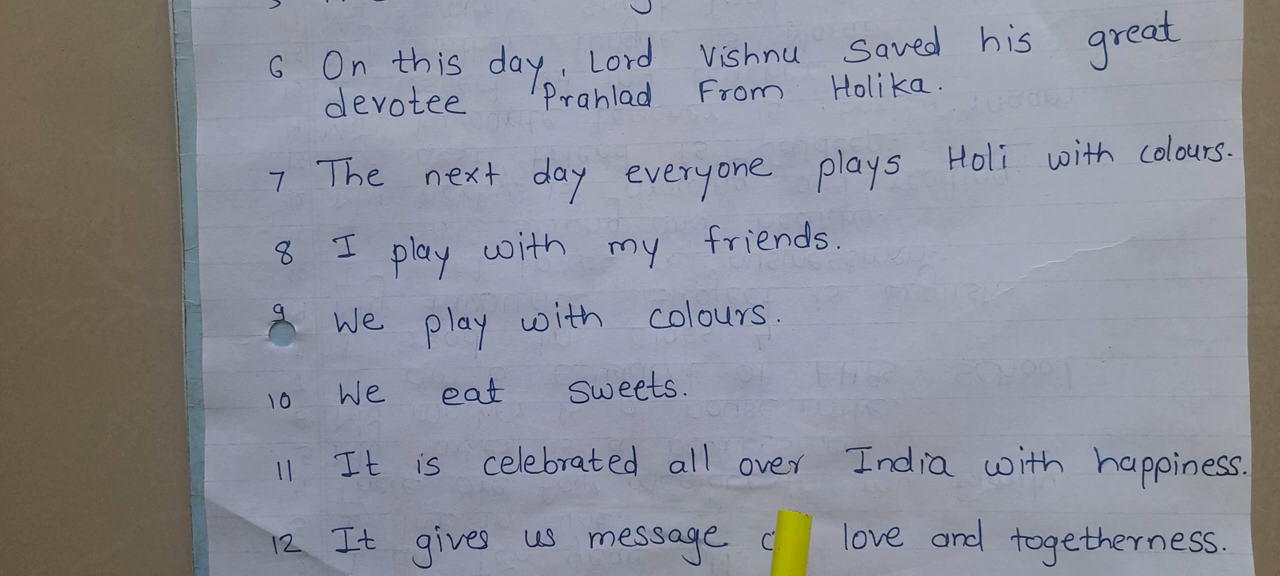 6 On this day, Lord Vishnu saved his great
devotee Prahlad From Holika.
7 The next day everyone plays Holi with colours.
8 I play with my friends.
9 We play with colours.
10 We eat sweets.
11 It is celebrated all over India with happiness.
12 It gives us message love and togetherness.